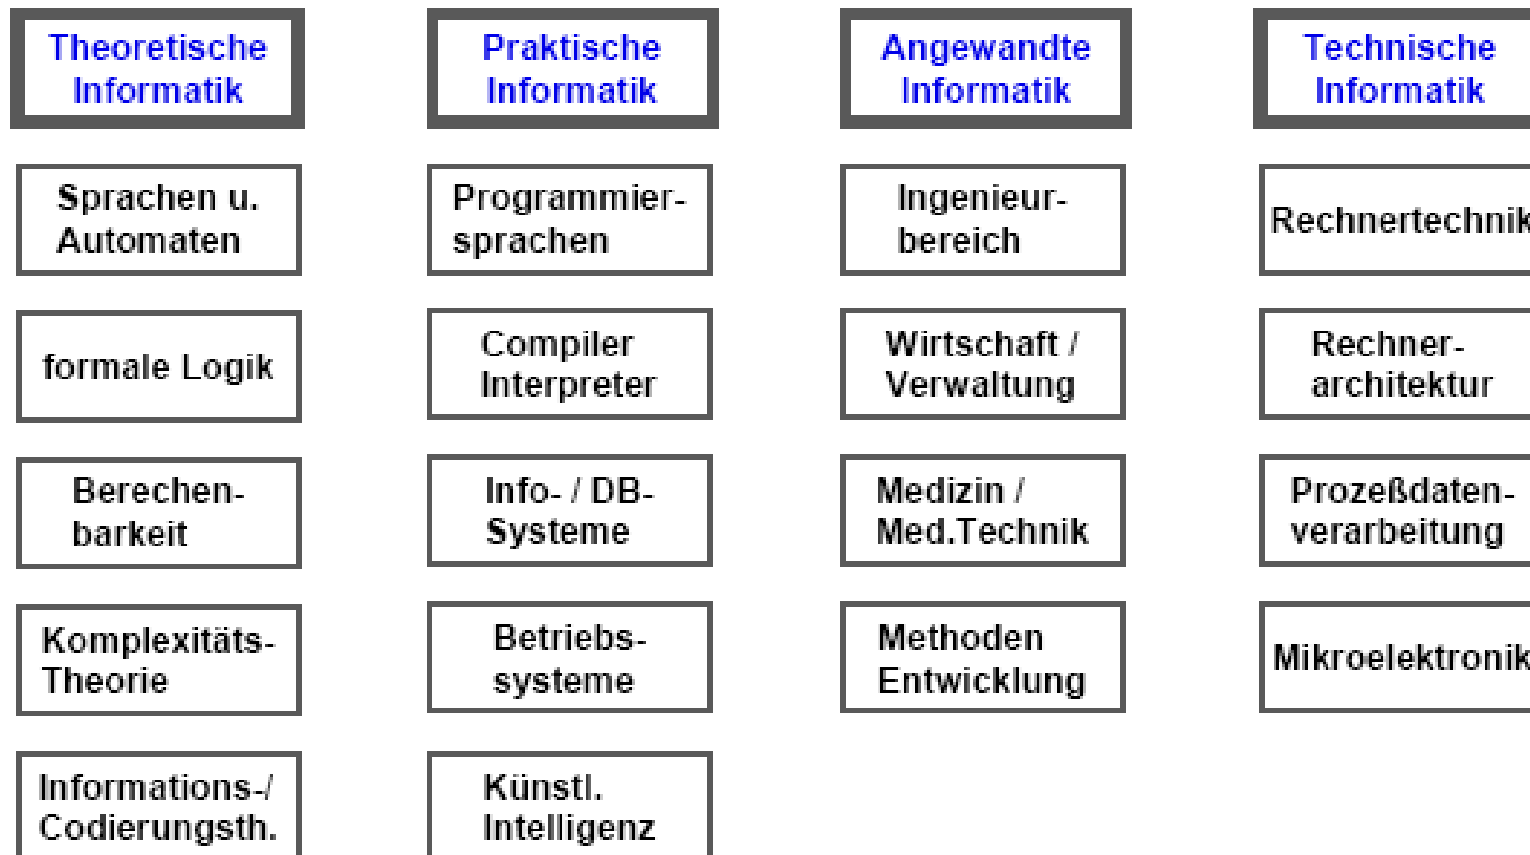 Theoretische
Informatik
Praktische
Informatik
Angewandte
Informatik
Technische
Informatik
Sprachen u.
Automaten
Programmier-
sprachen
Ingenieur-
bereich
Rechnertechnik
formale Logik
Compiler
Interpreter
Wirtschaft /
Verwaltung
Rechner-
architektur
Berechen-
barkeit
Info- / DB-
Systeme
Medizin /
Med.Technik
Prozeßdaten-
verarbeitung
Komplexitäts-
Theorie
Betriebs-
systeme
Methoden
Entwicklung
Mikroelektronik
Informations-/
Codierungsth.
Künstl.
Intelligenz